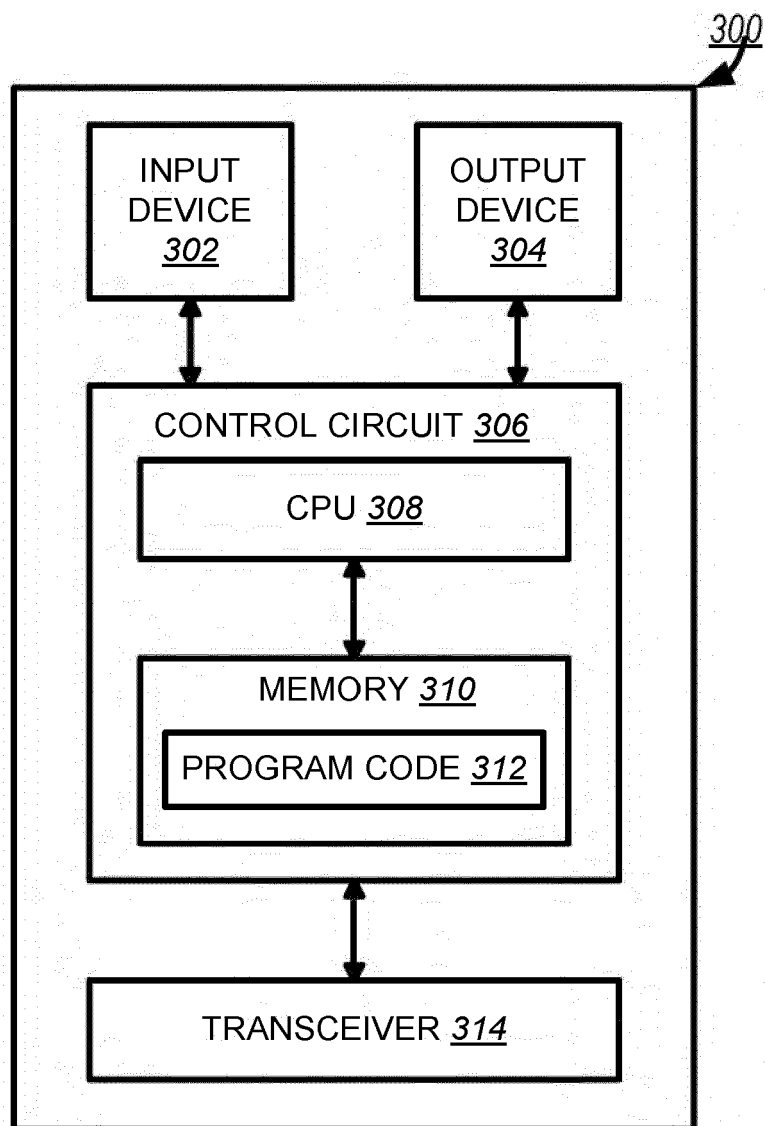 300
INPUT
DEVICE
302
OUTPUT
DEVICE
304
CONTROL CIRCUIT 306
CPU 308
MEMORY 310
PROGRAM CODE 312
TRANSCEIVER 314